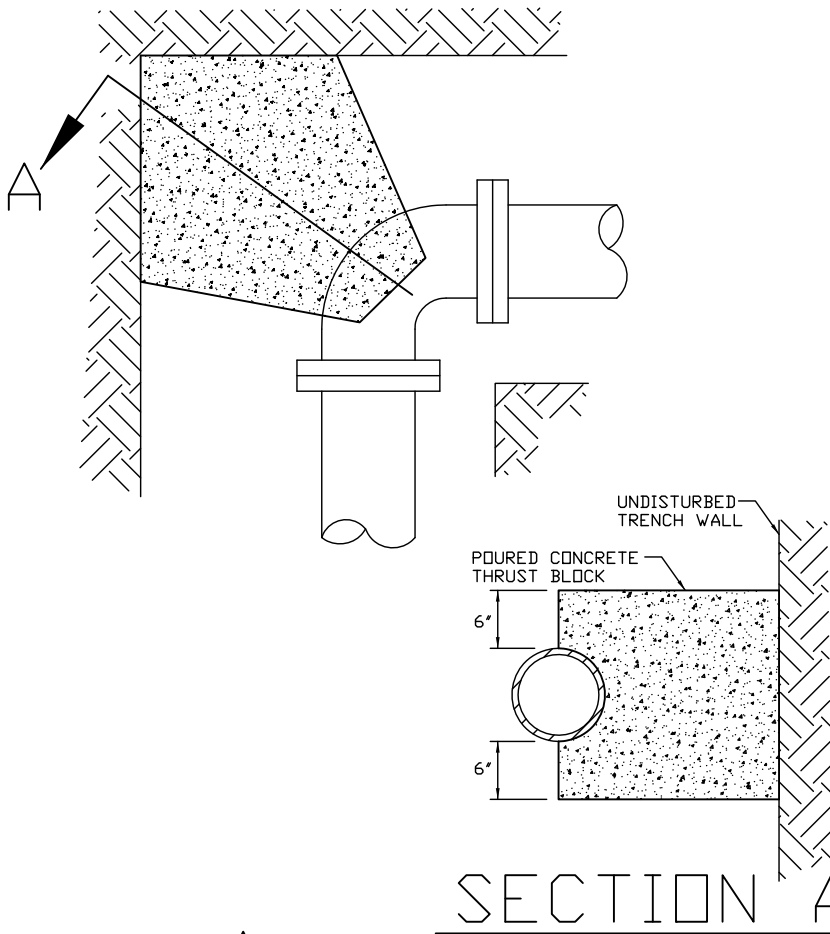 A
UNDISTURBED
TRENCH WALL
POURED CONCRETE
THRUST BLOCK
6"
6"
SECTION A